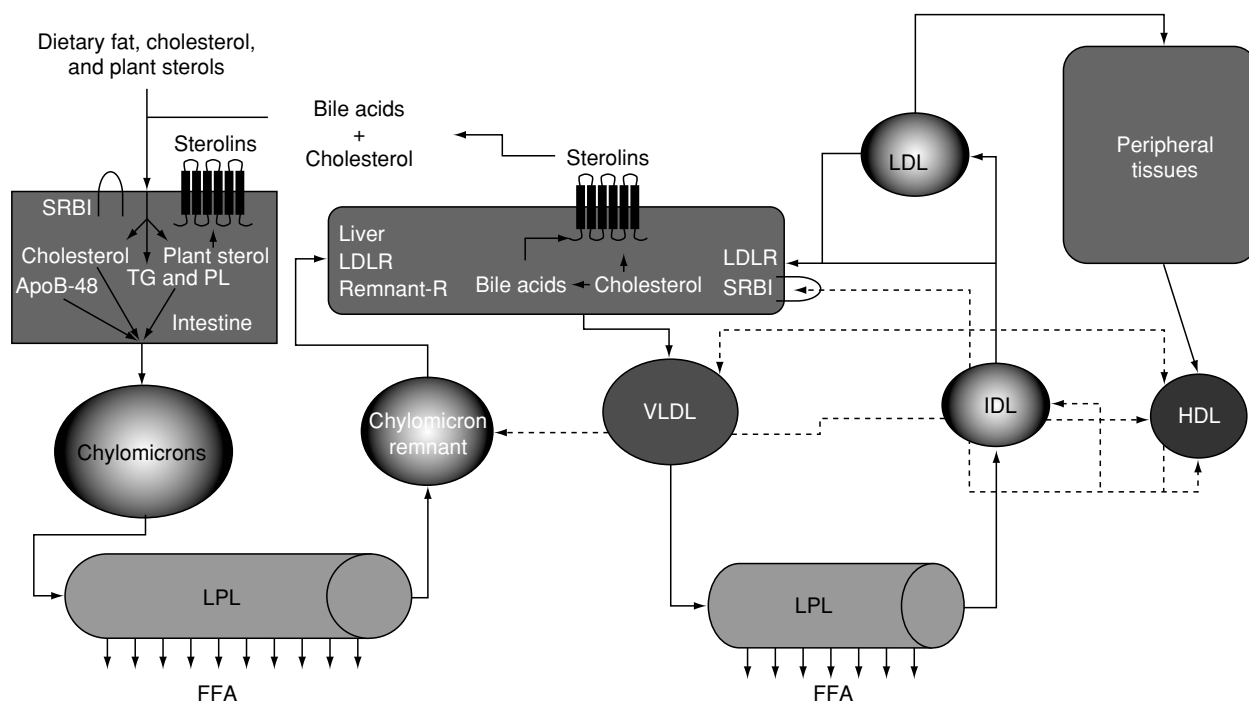 Dietary fat, cholesterol,
and plant sterols
Bile acids
+
Cholesterol
Sterolins
SRBI
Cholesterol
Plant sterol
ApoB-48
TG and PL
Intestine
Chylomicrons
LPL
FFA
Chylomicron
remnant
Sterolins
Liver
LDLR
Remnant-R
Bile acids
Cholesterol
LDLR
SRBI
VLDL
LPL
FFA
IDL
LDL
Peripheral
tissues
HDL